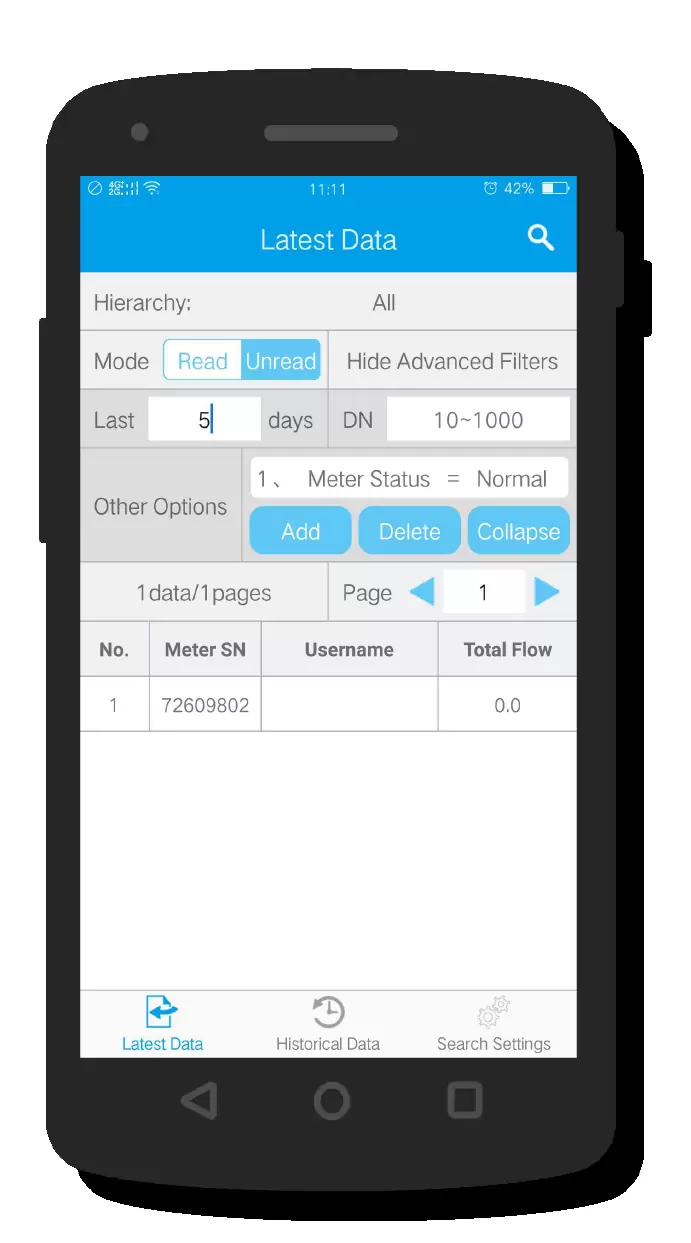 4G 2G 11:11 42%
Latest Data
Hierarchy: All
Mode Read Unread Hide Advanced Filters
Last 5 days DN 10~1000
Other Options 1、 Meter Status = Normal
Add Delete Collapse
1data/1pages Page 1
No. Meter SN Username Total Flow
1 72609802 0.0
Latest Data Historical Data Search Settings